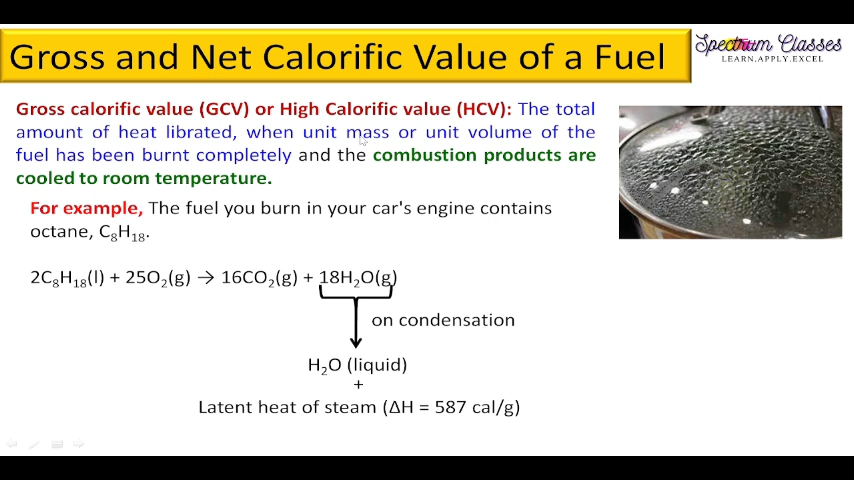 Gross and Net Calorific Value of a Fuel
Spectrum Classes
LEARN.APPLY.EXCEL
Gross calorific value (GCV) or High Calorific value (HCV): The total
amount of heat librated, when unit mass or unit volume of the
fuel has been burnt completely and the combustion products are
cooled to room temperature.
For example, The fuel you burn in your car's engine contains
octane, C₈H₁₈.
2C₈H₁₈(l) + 25O₂(g) → 16CO₂(g) + 18H₂O(g)
on condensation
H₂O (liquid)
+
Latent heat of steam (ΔH = 587 cal/g)